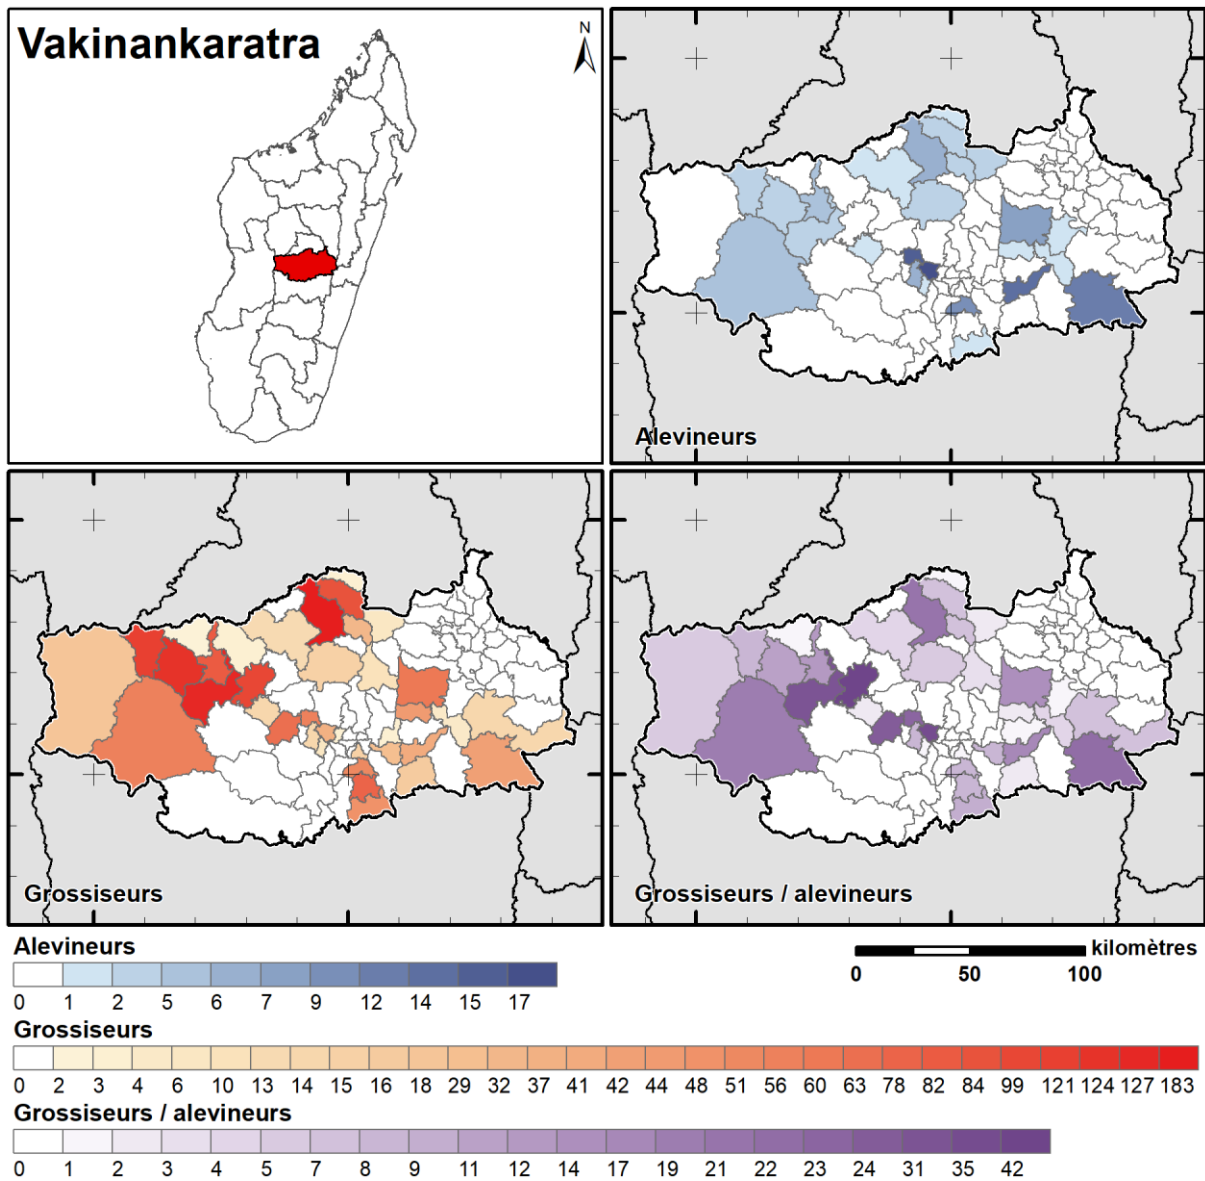 Vakinankaratra
N
Alevineurs
Grossiseurs
Grossiseurs / alevineurs
Alevineurs
0 1 2 5 6 7 9 12 14 15 17
kilomètres
0 50 100
Grossiseurs
0 2 3 4 6 10 13 14 15 16 18 29 32 37 41 42 44 48 51 56 60 63 78 82 84 99 121 124 127 183
Grossiseurs / alevineurs
0 1 2 3 4 5 7 8 9 11 12 14 17 19 21 22 23 24 31 35 42